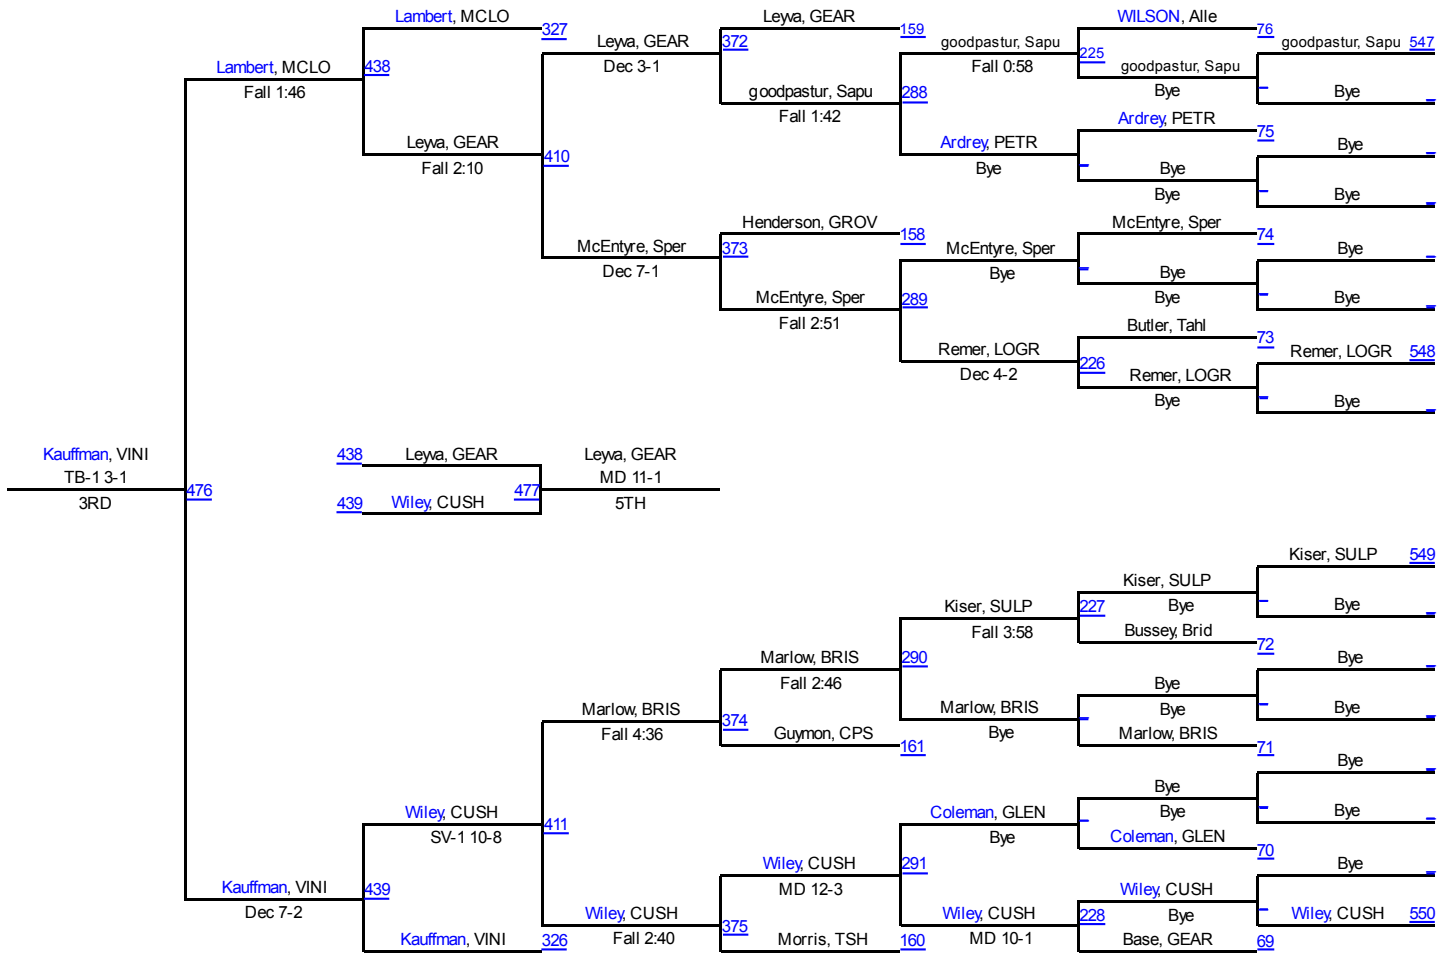 Lambert, MCLO
327
Leyva, GEAR
159
WILSON, Alle
76
Leyva, GEAR
372
goodpastur, Sapu
225
goodpastur, Sapu
547
Lambert, MCLO
438
Dec 3-1
Fall 0:58
goodpastur, Sapu
Fall 1:46
goodpastur, Sapu
288
Bye
Bye
Fall 1:42
Ardrey, PETR
75
Leyva, GEAR
410
Ardrey, PETR
Bye
Fall 2:10
Bye
Bye
Bye
Bye
Henderson, GROV
158
McEntyre, Sper
74
McEntyre, Sper
373
McEntyre, Sper
Bye
Dec 7-1
Bye
Bye
McEntyre, Sper
289
Bye
Bye
Fall 2:51
Butler, Tahl
73
Remer, LOGR
226
Remer, LOGR
548
Dec 4-2
Remer, LOGR
Bye
Bye
Kauffman, VINI
438
Leyva, GEAR
Leyva, GEAR
TB-1 3-1
476
477
MD 11-1
3RD
439
Wiley, CUSH
5TH
Kiser, SULP
549
Kiser, SULP
Kiser, SULP
227
Bye
Bye
Fall 3:58
Bussey, Brid
72
Marlow, BRIS
290
Bye
Fall 2:46
Bye
Marlow, BRIS
374
Marlow, BRIS
Bye
Bye
Fall 4:36
Guymon, CPS
161
Bye
Marlow, BRIS
71
Bye
Bye
Wiley, CUSH
411
Coleman, GLEN
Bye
Bye
SV-1 10-8
Bye
Coleman, GLEN
70
Wiley, CUSH
291
Bye
Kauffman, VINI
439
MD 12-3
Wiley, CUSH
Dec 7-2
Wiley, CUSH
375
Wiley, CUSH
228
Bye
Wiley, CUSH
550
Kauffman, VINI
326
Fall 2:40
Morris, TSH
160
MD 10-1
Base, GEAR
69